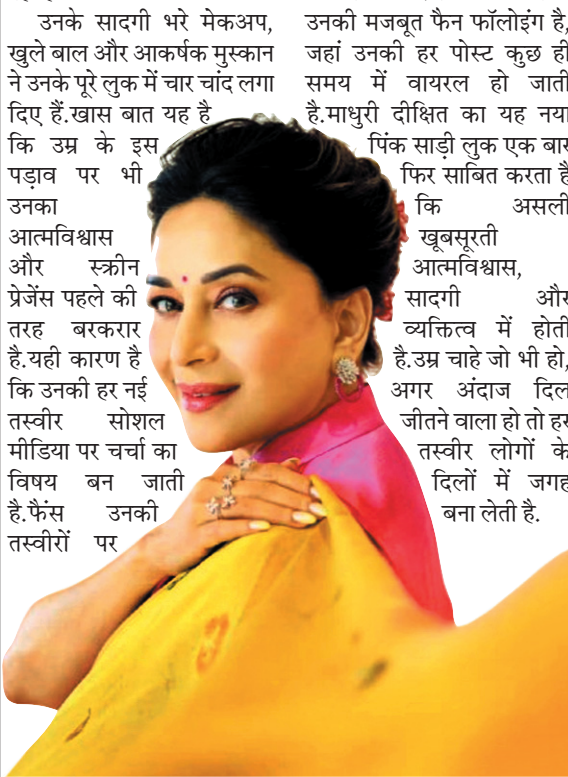 उनके सादगी भरे मेकअप,
खुले बाल और आकर्षक मुस्कान
ने उनके पूरे लुक में चार चांद लगा
दिए हैं.खास बात यह है
कि उम्र के इस
पड़ाव पर भी
उनका
आत्मविश्वास
और स्क्रीन
प्रेजेंस पहले की
तरह बरकरार
है.यही कारण है
कि उनकी हर नई
तस्वीर सोशल
मीडिया पर चर्चा का
विषय बन जाती
है.फैंस उनकी
तस्वीरों पर
उनकी मजबूत फैन फॉलोइंग है,
जहां उनकी हर पोस्ट कुछ ही
समय में वायरल हो जाती
है.माधुरी दीक्षित का यह नया
पिंक साड़ी लुक एक बार
फिर साबित करता है
कि असली
खूबसूरती
आत्मविश्वास,
सादगी और
व्यक्तित्व में होती
है.उम्र चाहे जो भी हो,
अगर अंदाज दिल
जीतने वाला हो तो हर
तस्वीर लोगों के
दिलों में जगह
बना लेती है.